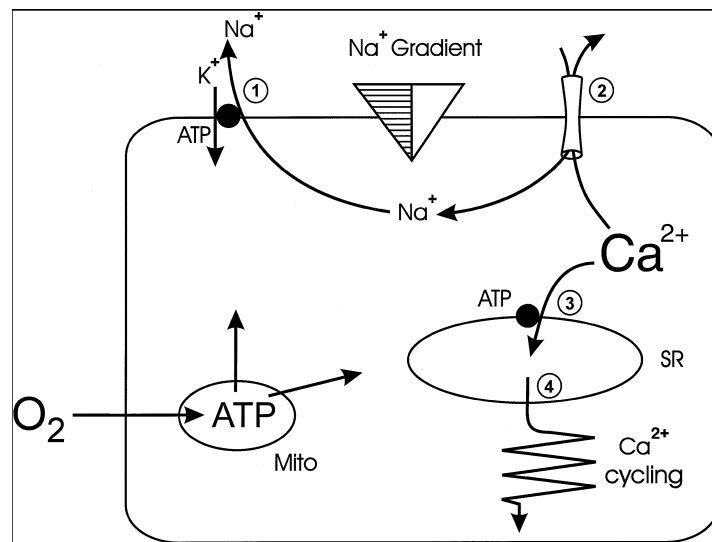 Na+
Na+ Gradient
K+
1
2
ATP
Na+
Ca2+
ATP
3
SR
4
O2
ATP
Mito
Ca2+
cycling